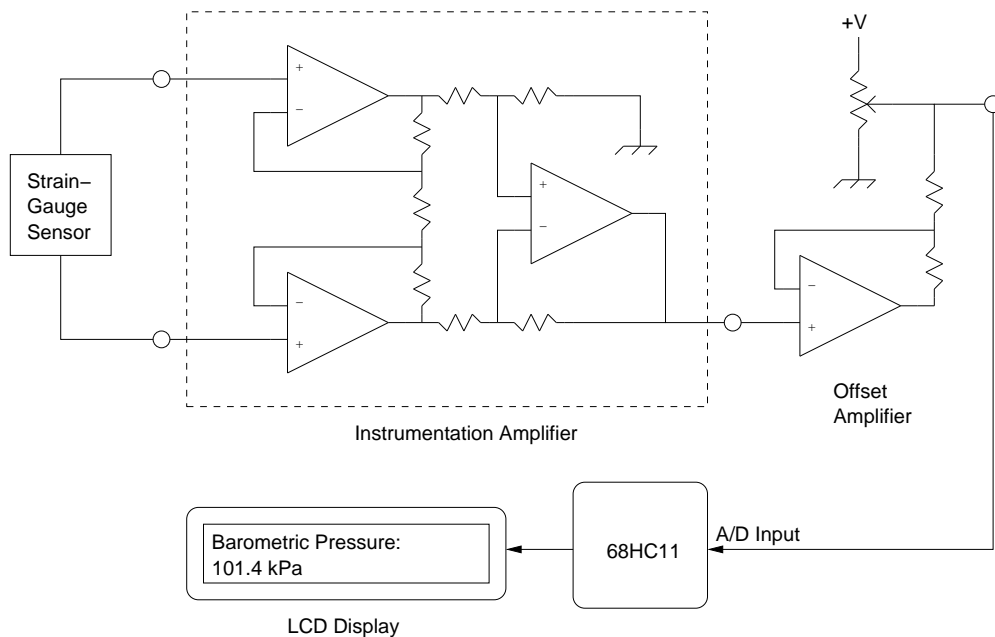 +V
+
−
Strain–
Gauge
Sensor
+
−
−
+
−
+
Offset
Amplifier
Instrumentation Amplifier
Barometric Pressure:
101.4 kPa
68HC11
A/D Input
LCD Display